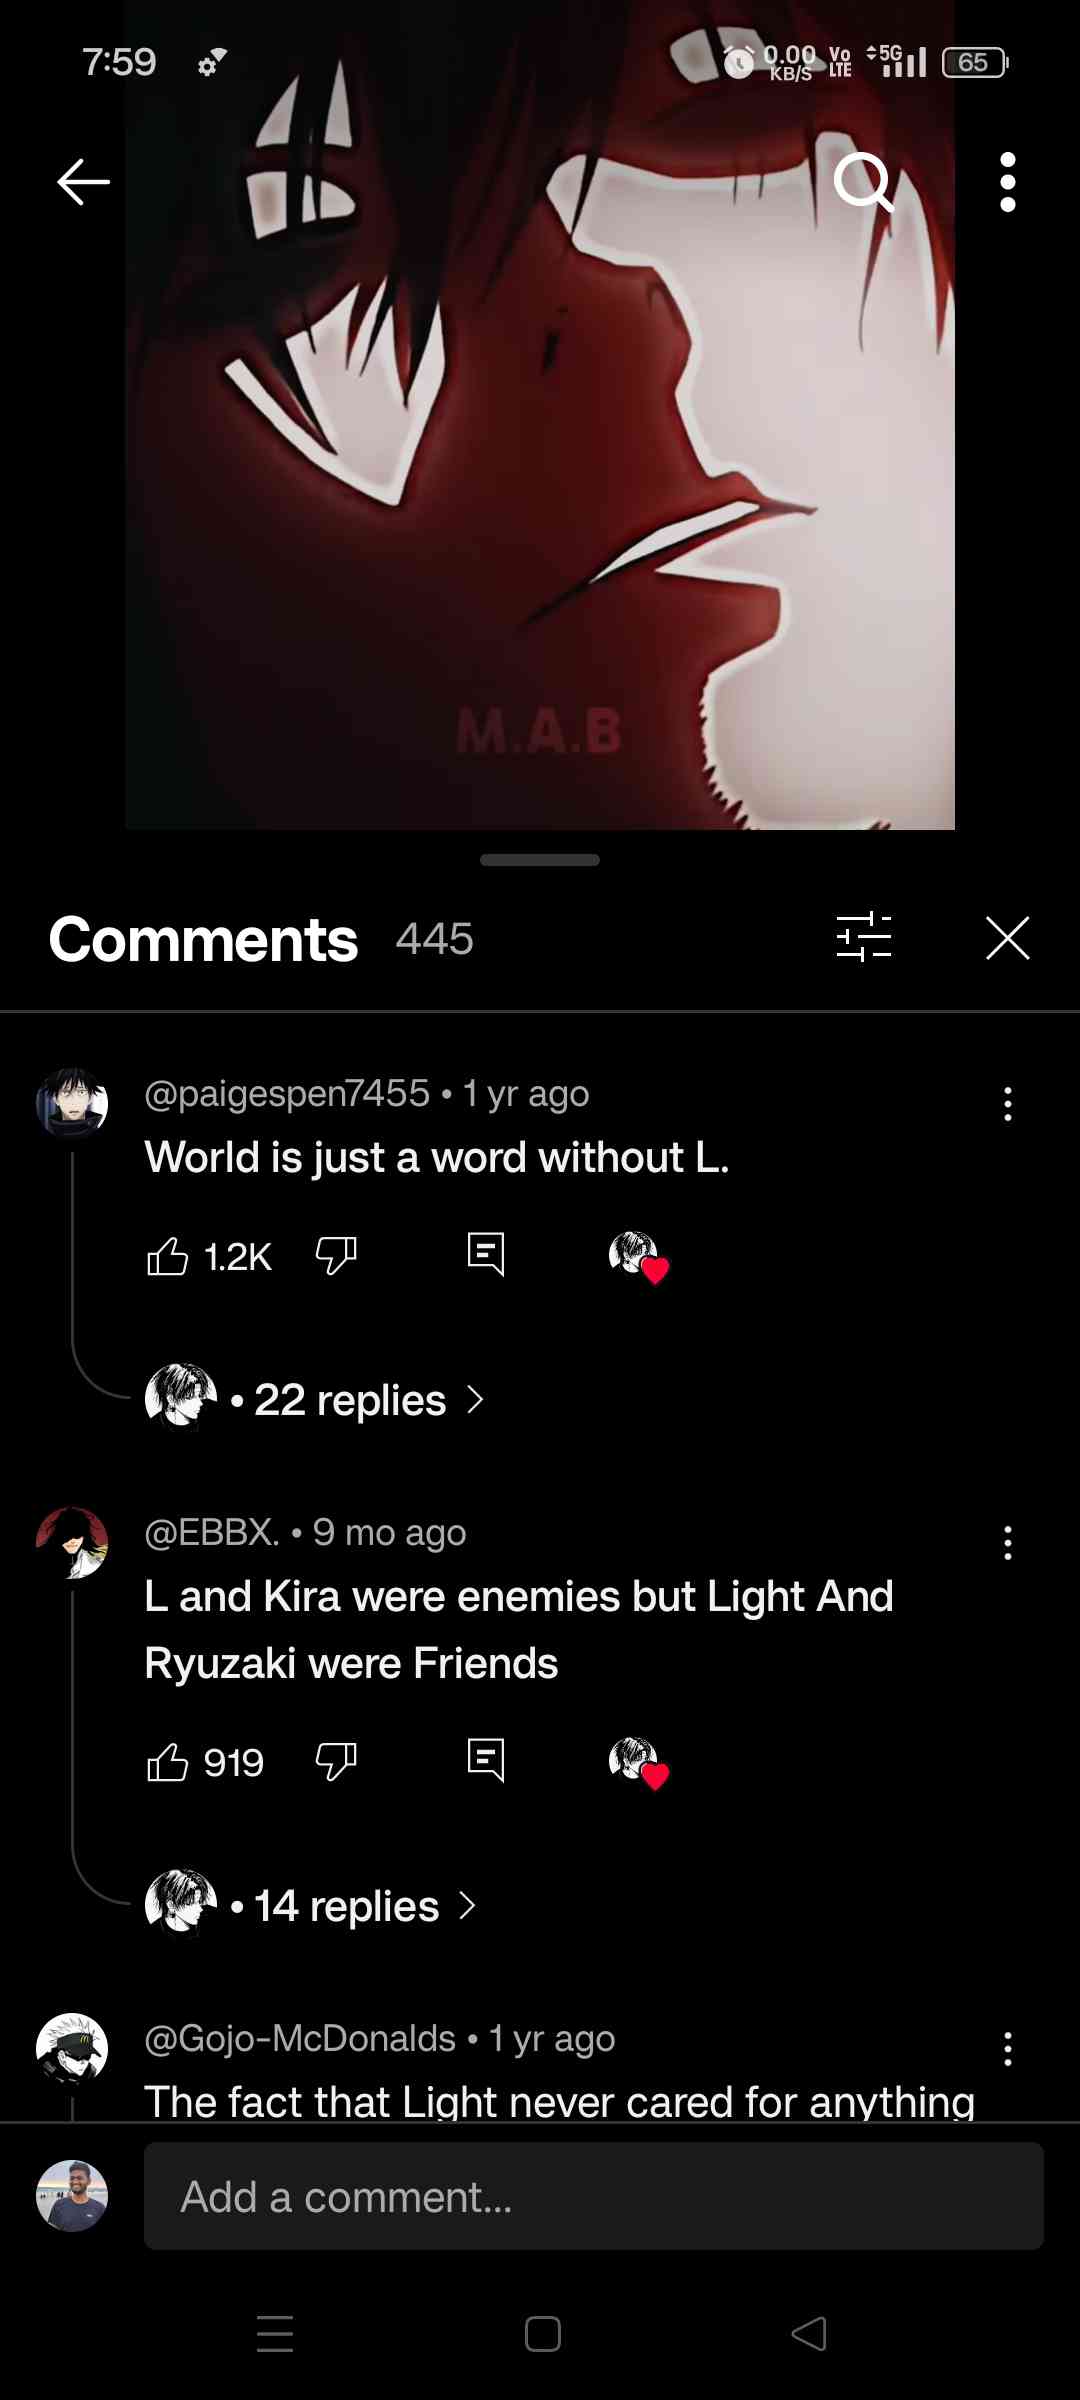 7:59 0.00 KB/S Vo LTE 5G 65
M.A.B
Comments 445
@paigespen7455 • 1 yr ago
World is just a word without L.
1.2K
• 22 replies
@EBBX. • 9 mo ago
L and Kira were enemies but Light And
Ryuzaki were Friends
919
• 14 replies
@Gojo-McDonalds • 1 yr ago
The fact that Light never cared for anything
Add a comment...